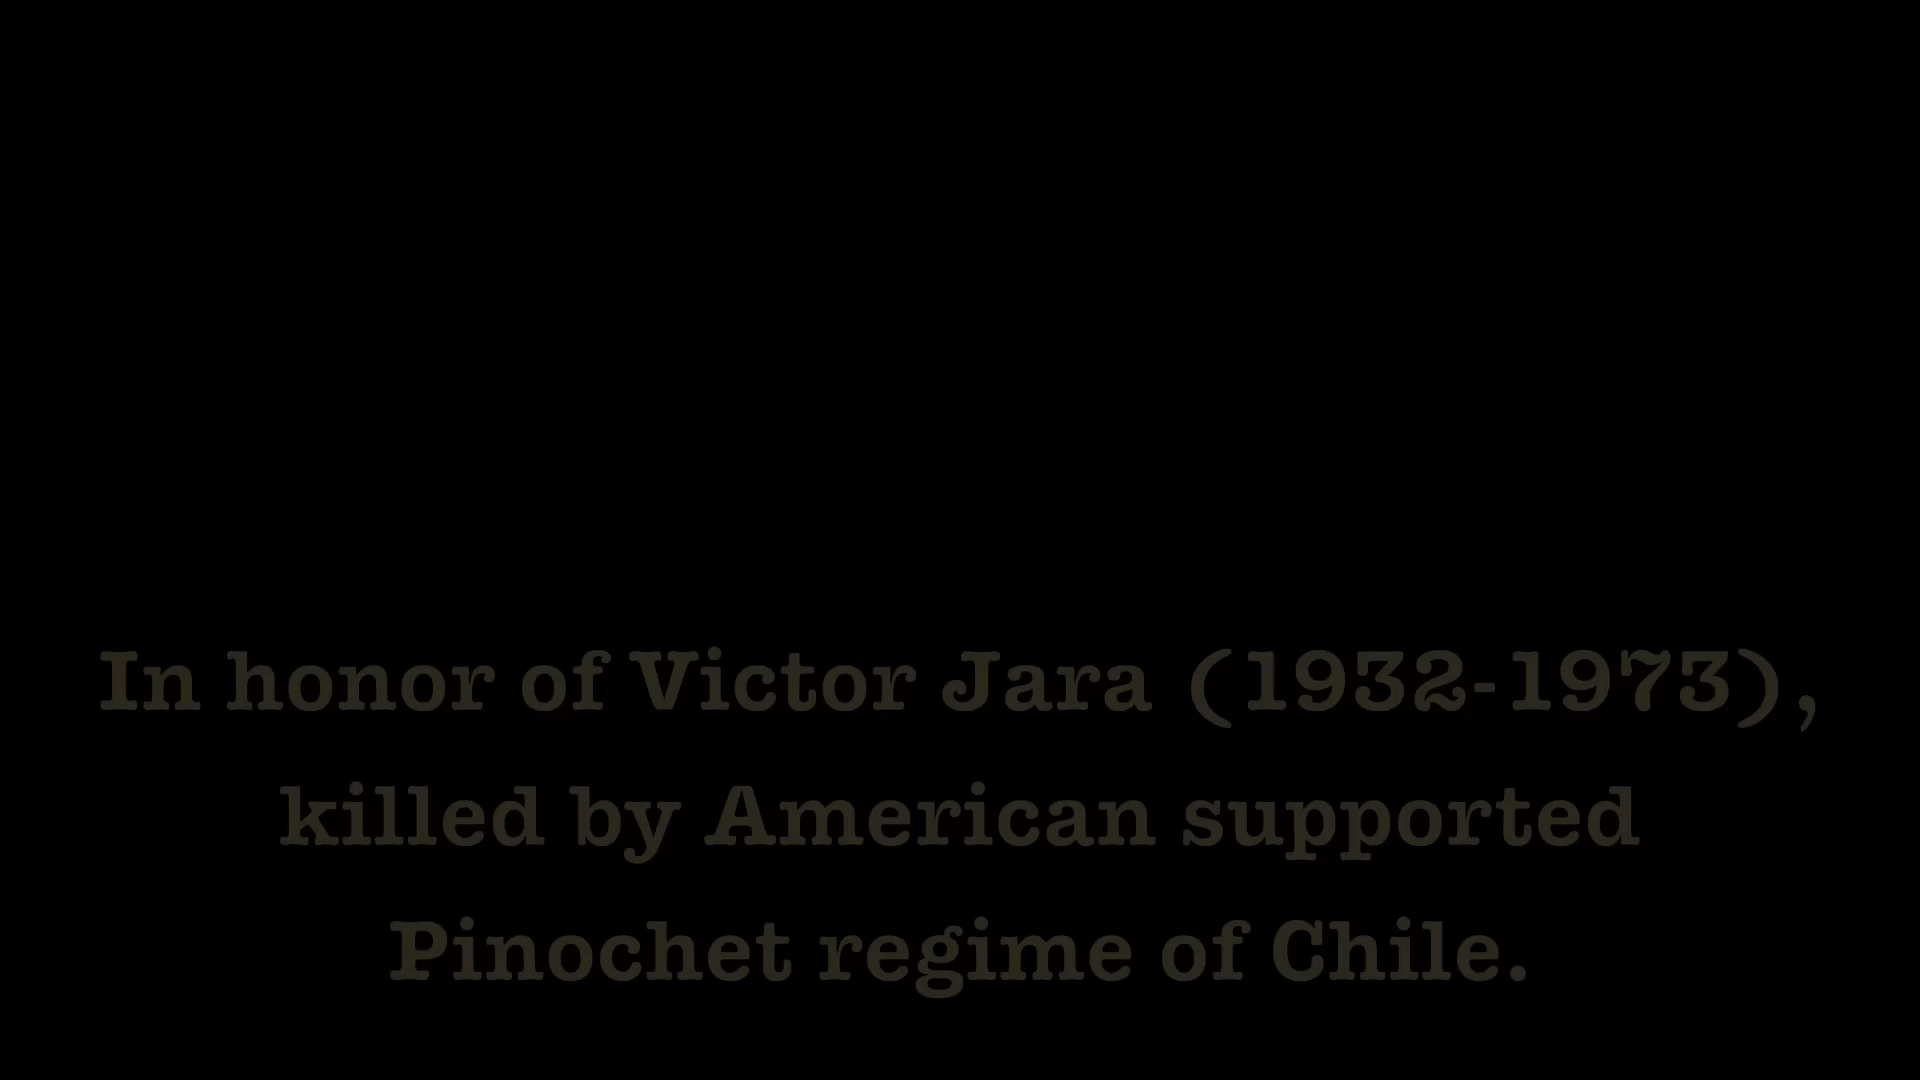 In honor of Victor Jara (1932-1973),
killed by American supported
Pinochet regime of Chile.